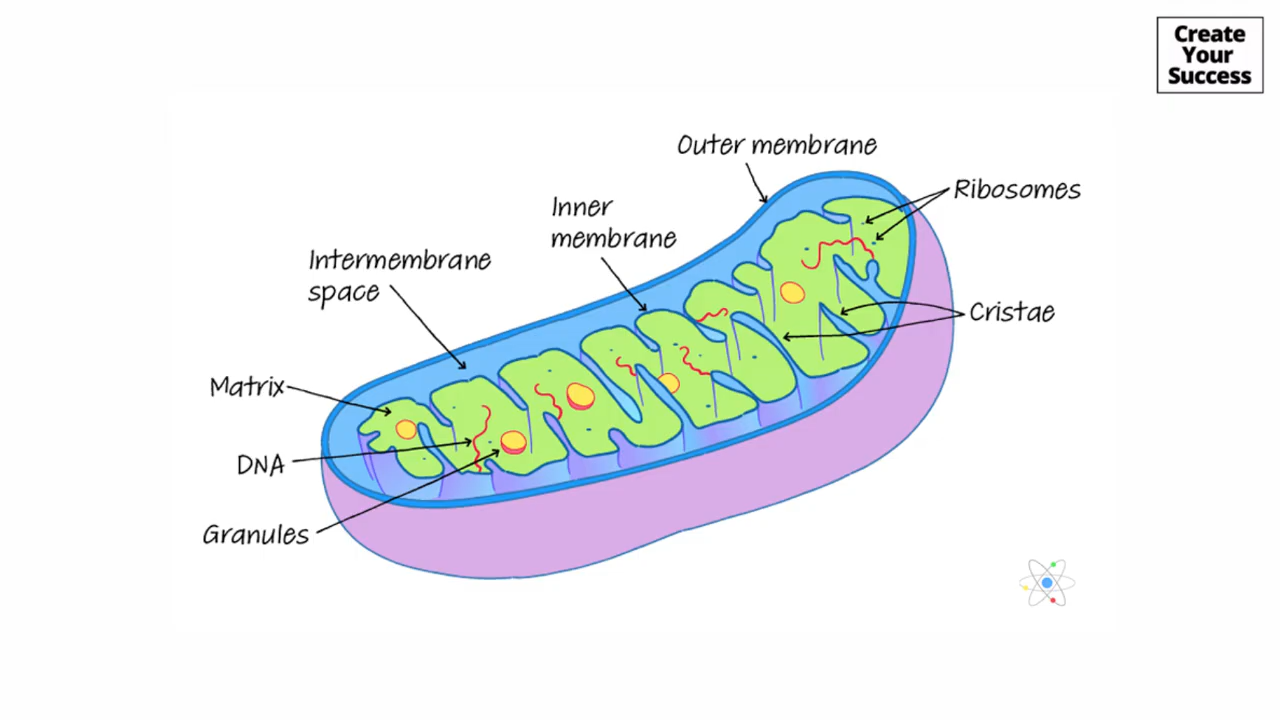 Create
Your
Success
Outer membrane
Ribosomes
Inner
membrane
Intermembrane
space
Cristae
Matrix
DNA
Granules